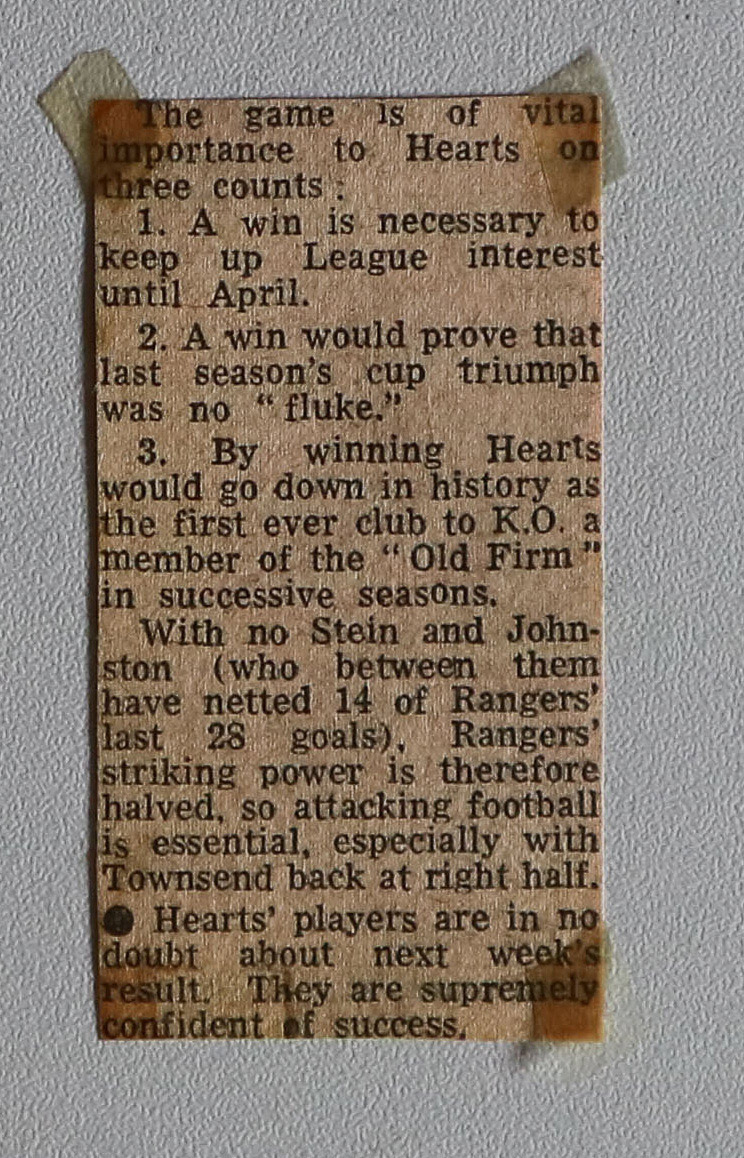 The game is of vital
importance to Hearts on
three counts :
1. A win is necessary to
keep up League interest
until April.
2. A win would prove that
last season's cup triumph
was no “ fluke.”
3. By winning Hearts
would go down in history as
the first ever club to K.O. a
member of the “ Old Firm ”
in successive seasons.
With no Stein and John-
ston (who between them
have netted 14 of Rangers'
last 28 goals), Rangers'
striking power is therefore
halved, so attacking football
is essential, especially with
Townsend back at right half.
● Hearts' players are in no
doubt about next week's
result. They are supremely
confident of success.